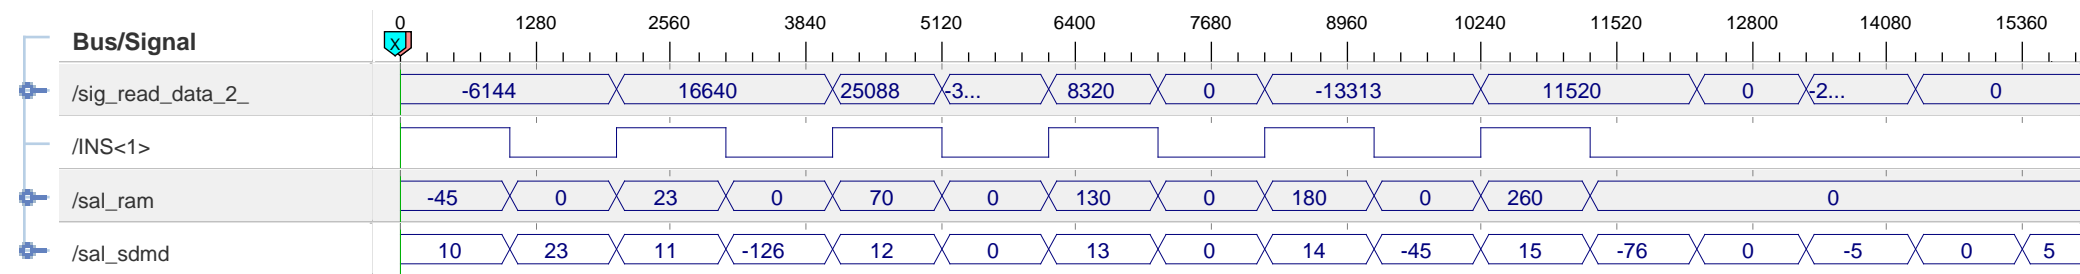 0 1280 2560 3840 5120 6400 7680 8960 10240 11520 12800 14080 15360
Bus/Signal X
/sig_read_data_2_ -6144 16640 25088 -3... 8320 0 -13313 11520 0 -2... 0
/INS<1>
/sal_ram -45 0 23 0 70 0 130 0 180 0 260 0
/sal_sdmd 10 23 11 -126 12 0 13 0 14 -45 15 -76 0 -5 0 5